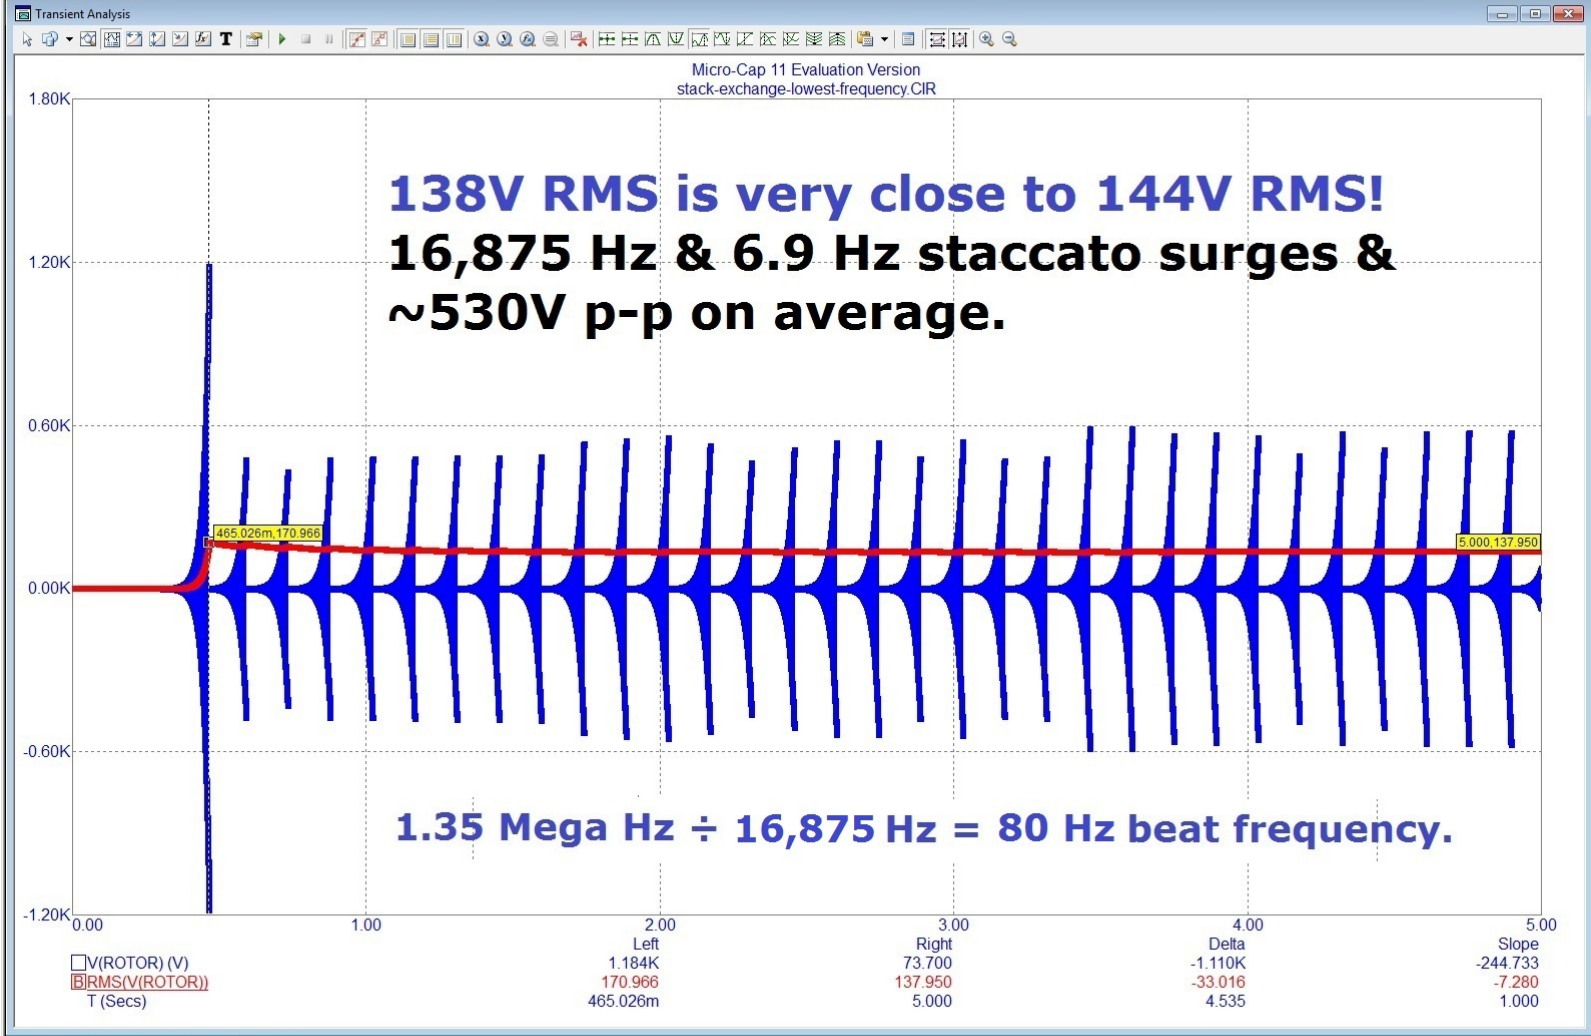 Transient Analysis
T
Micro-Cap 11 Evaluation Version
stack-exchange-lowest-frequency.CIR
1.80K
138V RMS is very close to 144V RMS!
16,875 Hz & 6.9 Hz staccato surges &
1.20K
~530V p-p on average.
0.60K
465.026m,170.966
5.000,137.950
0.00K
-0.60K
1.35 Mega Hz ÷ 16,875 Hz = 80 Hz beat frequency.
-1.20K
0.00 1.00 2.00 3.00 4.00 5.00
Left Right Delta Slope
V(ROTOR) (V) 1.184K 73.700 -1.110K -244.733
B RMS(V(ROTOR)) 170.966 137.950 -33.016 -7.280
T (Secs) 465.026m 5.000 4.535 1.000